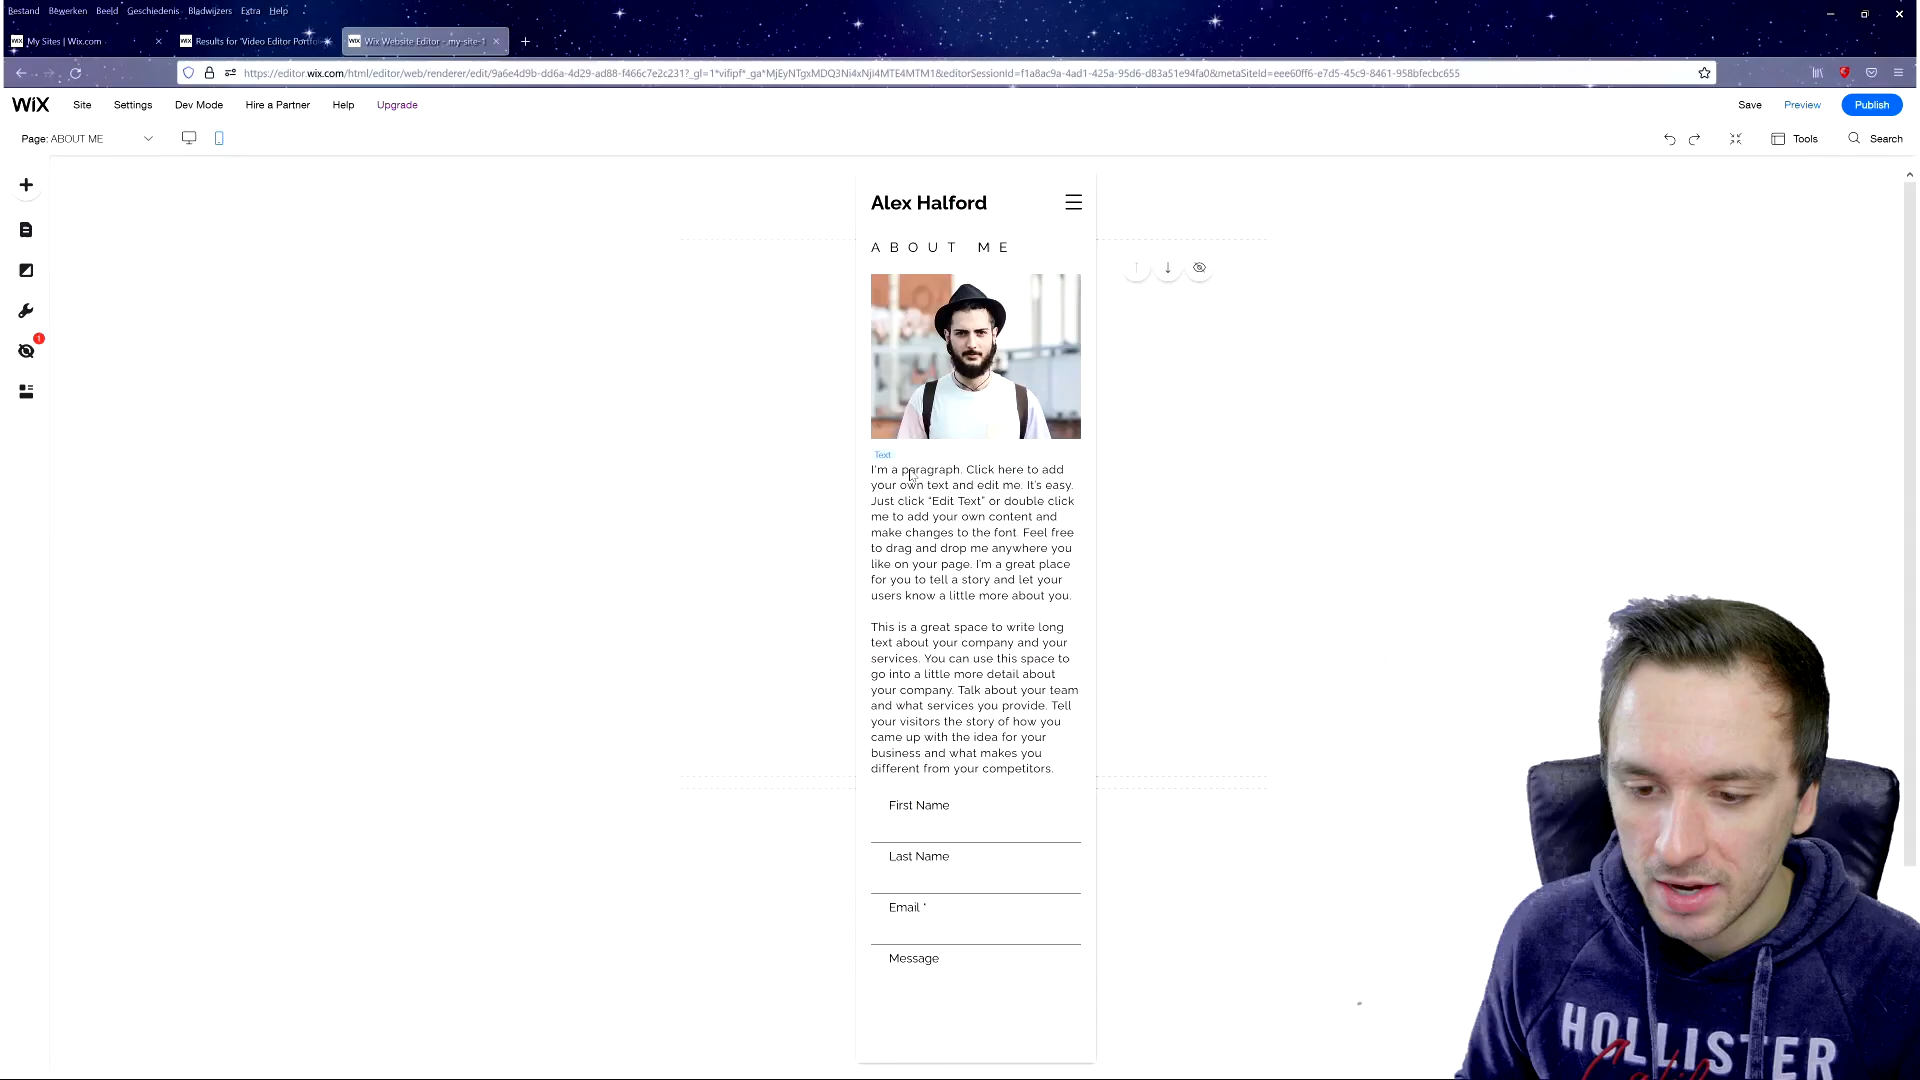 Bestand Bewerken Beeld Geschiedenis Bladwijzers Extra Help
WiX My Sites | Wix.com
WiX Results for 'Video Editor Portfo
WiX Wix Website Editor - my-site-1
https://editor.wix.com/html/editor/web/renderer/edit/9a6e4d9b-dd6a-4d29-ad88-f466c7e2c231?_gl=1*vifipf*_ga*MjEyNTgxMDQ3Ni4xNjI4MTE4MTM1&editorSessionId=f1a8ac9a-4ad1-425a-95d6-d83a51e94fa0&metaSiteId=eee60ff6-e7d5-45c9-8461-958bfecbc655
WiX Site Settings Dev Mode Hire a Partner Help Upgrade Save Preview Publish
Page: ABOUT ME Tools Search
1
Alex Halford
ABOUT ME
Text
I'm a paragraph. Click here to add
your own text and edit me. It's easy.
Just click “Edit Text” or double click
me to add your own content and
make changes to the font. Feel free
to drag and drop me anywhere you
like on your page. I'm a great place
for you to tell a story and let your
users know a little more about you.
This is a great space to write long
text about your company and your
services. You can use this space to
go into a little more detail about
your company. Talk about your team
and what services you provide. Tell
your visitors the story of how you
came up with the idea for your
business and what makes you
different from your competitors.
First Name
Last Name
Email *
Message
HOLLISTER